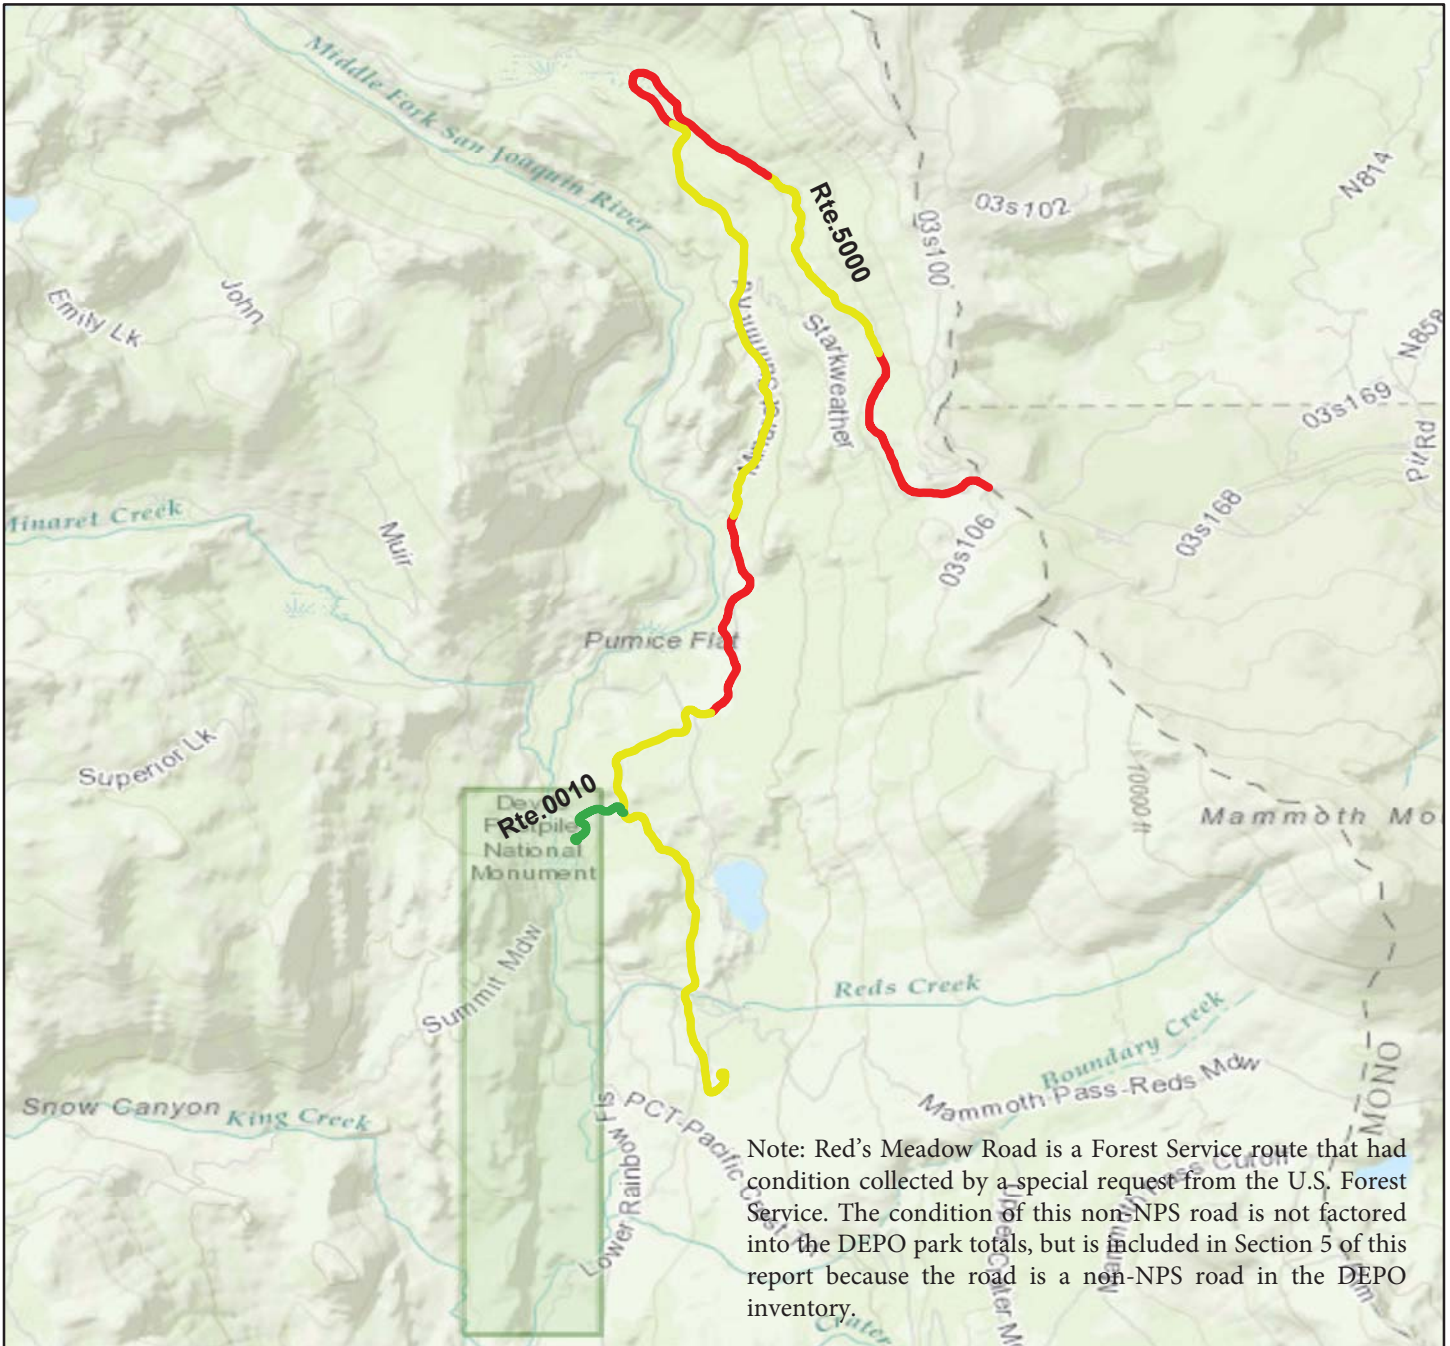 Middle Fork San Joaquin River
N814
03s102
Rte.5000
03s100
Emily Lk
John
Starkweather
N858
03s169
Pit Rd
Minaret Creek
Muir
03s168
03s106
Pumice Flat
Superior Lk
10000 ft
Rte.0010
National
Monument
Mammoth Mo
Summit Mdw
Reds Creek
Boundary Creek
Mammoth Pass-Reds Mdw
MONO
Snow Canyon
King Creek
Lower Rainbow Fls
PCT-Pacific Crest
Note: Red's Meadow Road is a Forest Service route that had
condition collected by a special request from the U.S. Forest
Service. The condition of this non-NPS road is not factored
into the DEPO park totals, but is included in Section 5 of this
report because the road is a non-NPS road in the DEPO
inventory.
Mammoth Pass Cutoff
Crater